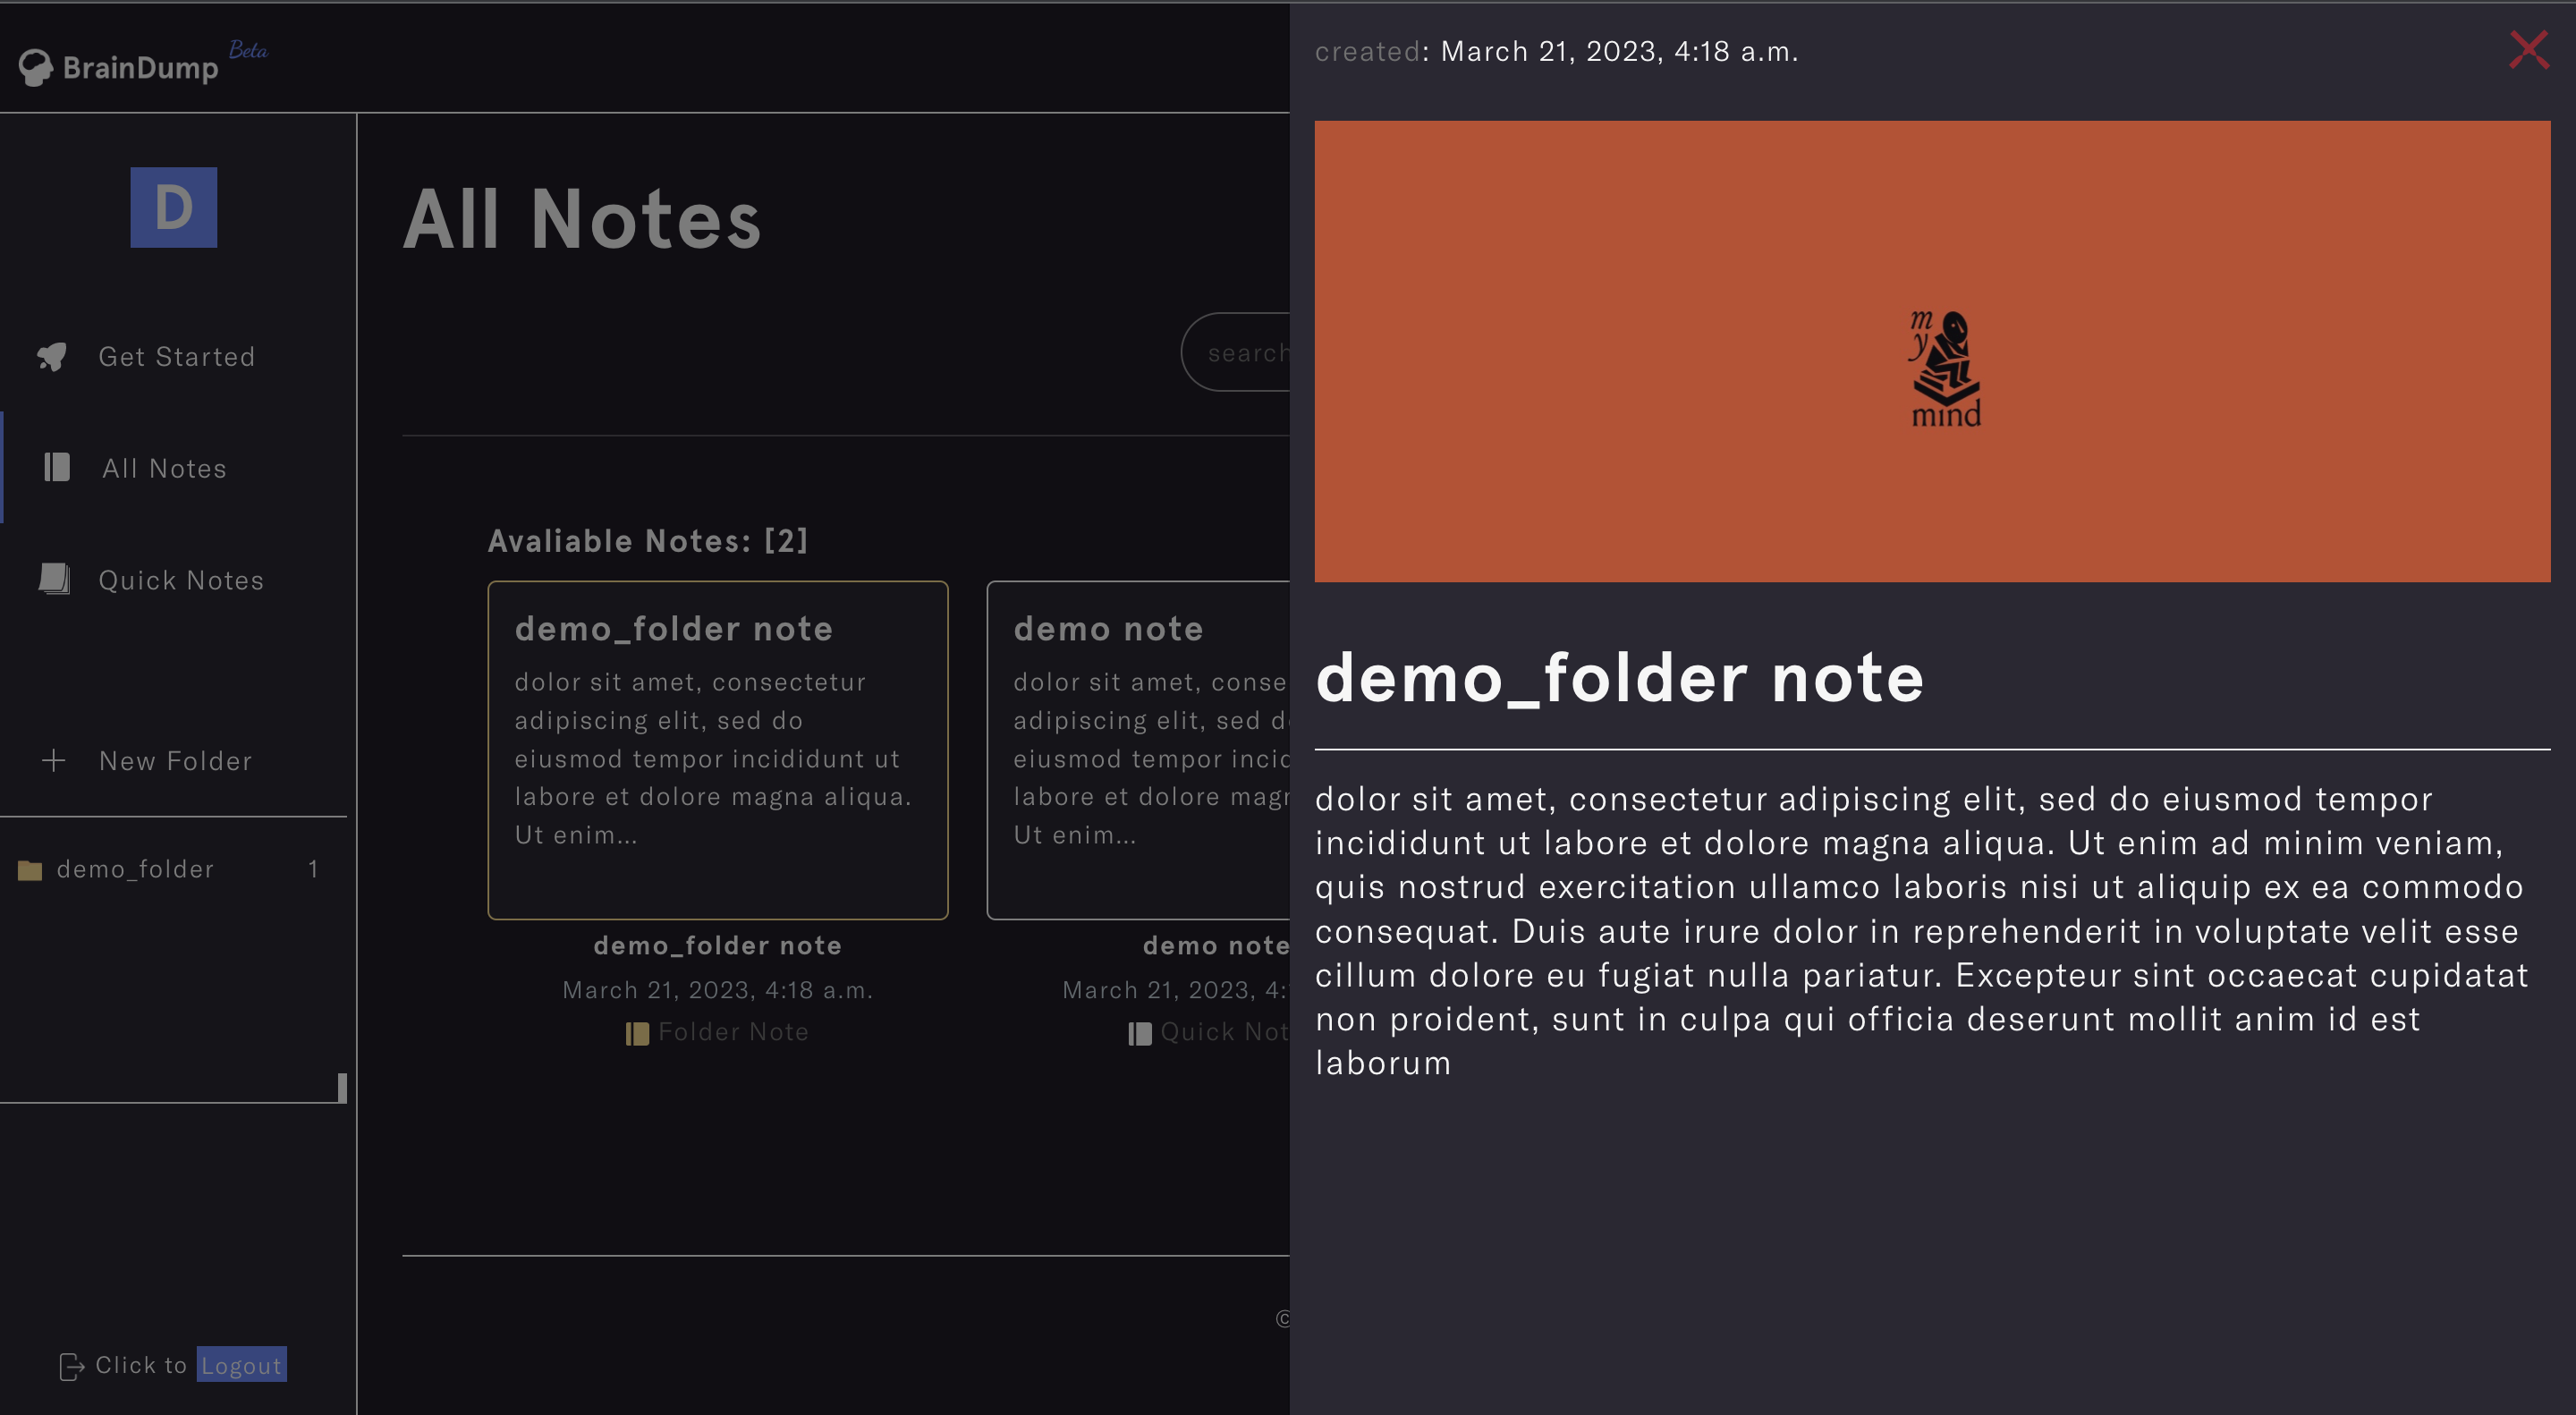 BrainDump Beta
D
Get Started
All Notes
Quick Notes
New Folder
demo_folder 1
Click to Logout
All Notes
search
Avaliable Notes: [2]
demo_folder note
dolor sit amet, consectetur
adipiscing elit, sed do
eiusmod tempor incididunt ut
labore et dolore magna aliqua.
Ut enim...
demo_folder note
March 21, 2023, 4:18 a.m.
Folder Note
demo note
dolor sit amet, conse
adipiscing elit, sed d
eiusmod tempor incid
labore et dolore magn
Ut enim...
demo note
March 21, 2023, 4:
Quick Not
©
created: March 21, 2023, 4:18 a.m.
my
mind
demo_folder note
dolor sit amet, consectetur adipiscing elit, sed do eiusmod tempor
incididunt ut labore et dolore magna aliqua. Ut enim ad minim veniam,
quis nostrud exercitation ullamco laboris nisi ut aliquip ex ea commodo
consequat. Duis aute irure dolor in reprehenderit in voluptate velit esse
cillum dolore eu fugiat nulla pariatur. Excepteur sint occaecat cupidatat
non proident, sunt in culpa qui officia deserunt mollit anim id est
laborum